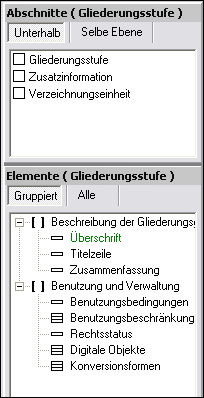 Abschnitte ( Gliederungsstufe )
Unterhalb Selbe Ebene
Gliederungsstufe
Zusatzinformation
Verzeichnungseinheit
Elemente ( Gliederungsstufe )
Gruppiert Alle
[ ] Beschreibung der Gliederungs
Überschrift
Titelzeile
Zusammenfassung
[ ] Benutzung und Verwaltung
Benutzungsbedingungen
Benutzungsbeschränkung
Rechtsstatus
Digitale Objekte
Konversionsformen